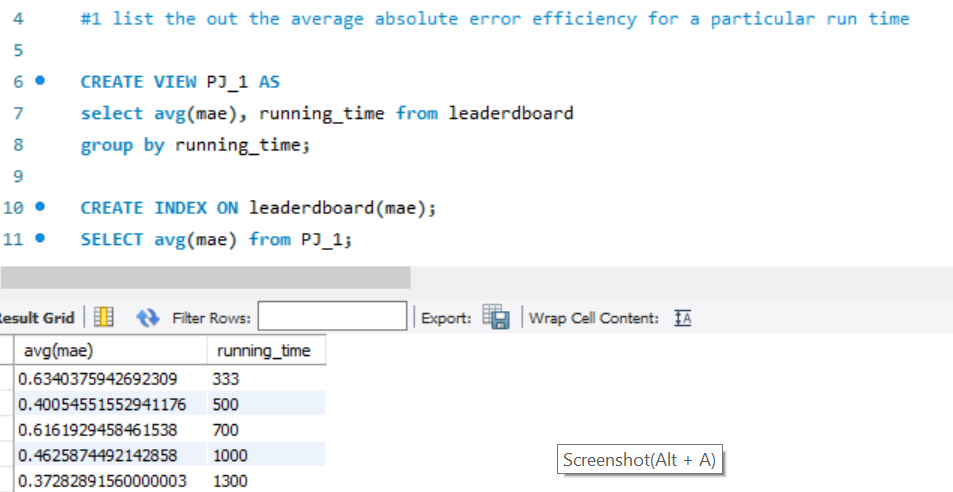 4 #1 list the out the average absolute error efficiency for a particular run time
5
6 CREATE VIEW PJ_1 AS
7 select avg(mae), running_time from leaderdboard
8 group by running_time;
9
10 CREATE INDEX ON leaderdboard(mae);
11 SELECT avg(mae) from PJ_1;
Result Grid Filter Rows: Export: Wrap Cell Content: IA
avg(mae) running_time
0.6340375942692309 333
0.40054551552941176 500
0.6161929458461538 700
0.4625874492142858 1000
0.37282891560000003 1300
Screenshot(Alt + A)